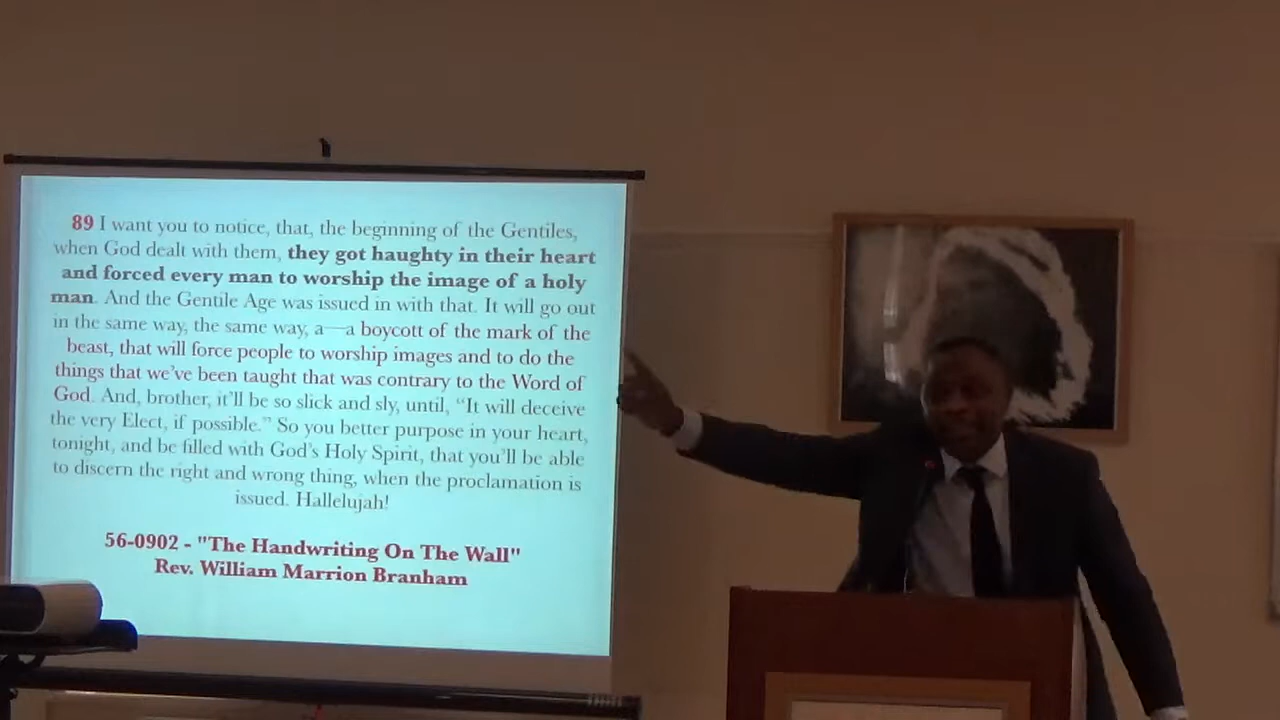 89 I want you to notice, that, the beginning of the Gentiles,
when God dealt with them, they got haughty in their heart
and forced every man to worship the image of a holy
man. And the Gentile Age was issued in with that. It will go out
in the same way, the same way, a—a boycott of the mark of the
beast, that will force people to worship images and to do the
things that we've been taught that was contrary to the Word of
God. And, brother, it'll be so slick and sly, until, “It will deceive
the very Elect, if possible.” So you better purpose in your heart,
tonight, and be filled with God's Holy Spirit, that you'll be able
to discern the right and wrong thing, when the proclamation is
issued. Hallelujah!
56-0902 - "The Handwriting On The Wall"
Rev. William Marrion Branham